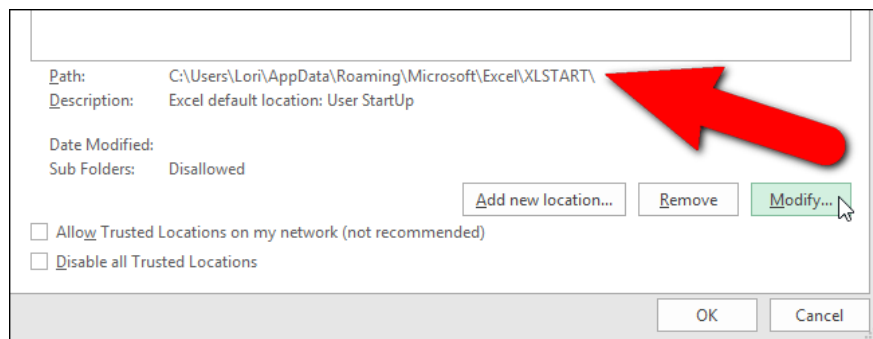 Path: C:\Users\Lori\AppData\Roaming\Microsoft\Excel\XLSTART\
Description: Excel default location: User StartUp
Date Modified:
Sub Folders: Disallowed
Add new location... Remove Modify...
Allow Trusted Locations on my network (not recommended)
Disable all Trusted Locations
OK Cancel